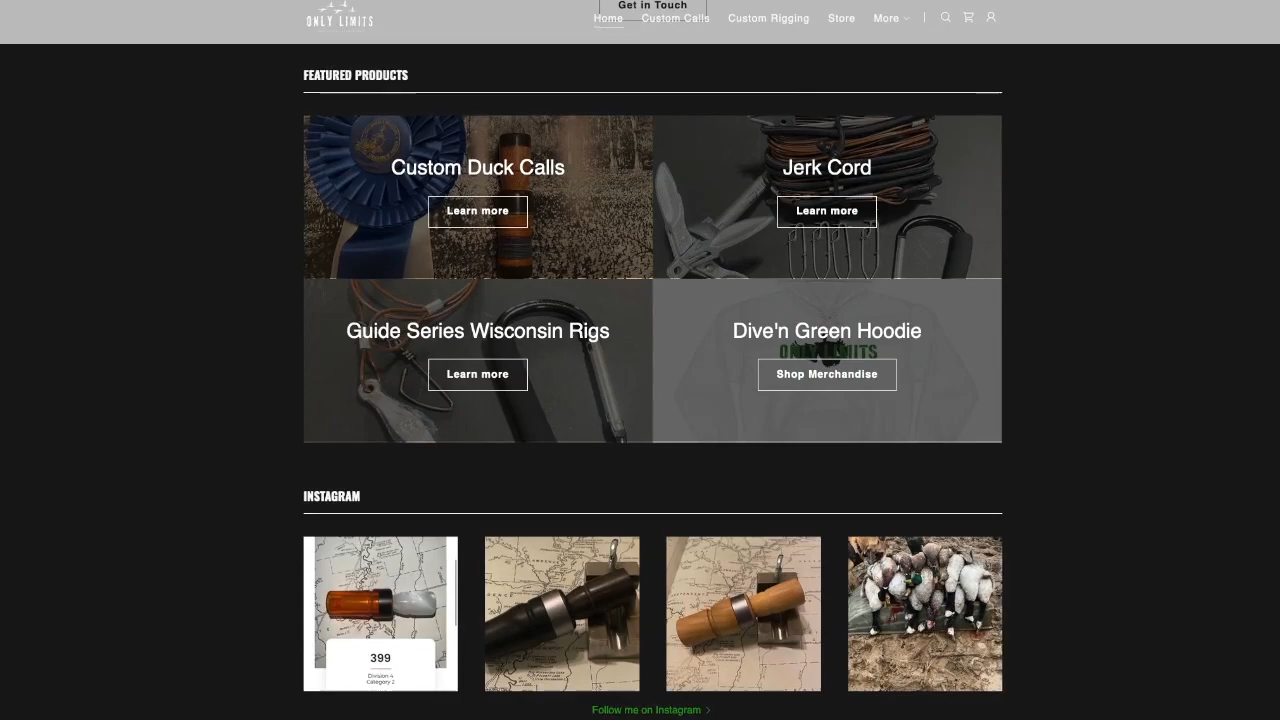 Get in Touch
ONLY LIMITS
Home
Custom Calls
Custom Rigging
Store
More
FEATURED PRODUCTS
Custom Duck Calls
Learn more
Jerk Cord
Learn more
Guide Series Wisconsin Rigs
Learn more
Dive'n Green Hoodie
ONLY LIMITS
Shop Merchandise
INSTAGRAM
399
Division 4
Category 2
Follow me on Instagram